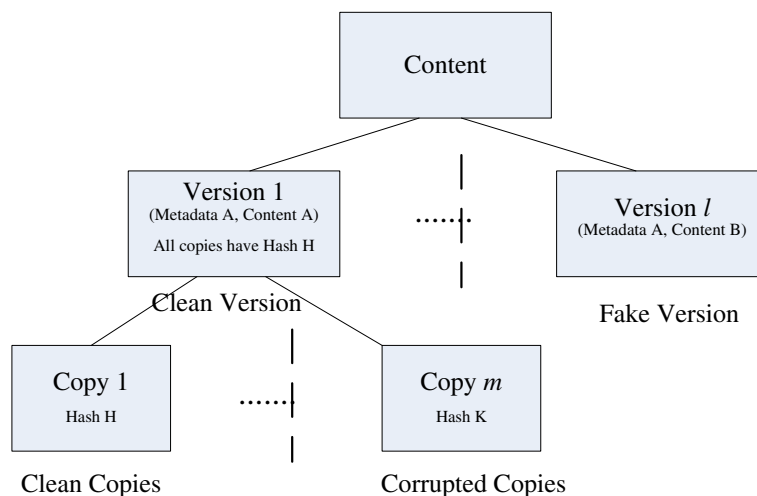 Content
Version 1
(Metadata A, Content A)
All copies have Hash H
........
Version l
(Metadata A, Content B)
Clean Version
Fake Version
Copy 1
Hash H
........
Copy m
Hash K
Clean Copies
Corrupted Copies